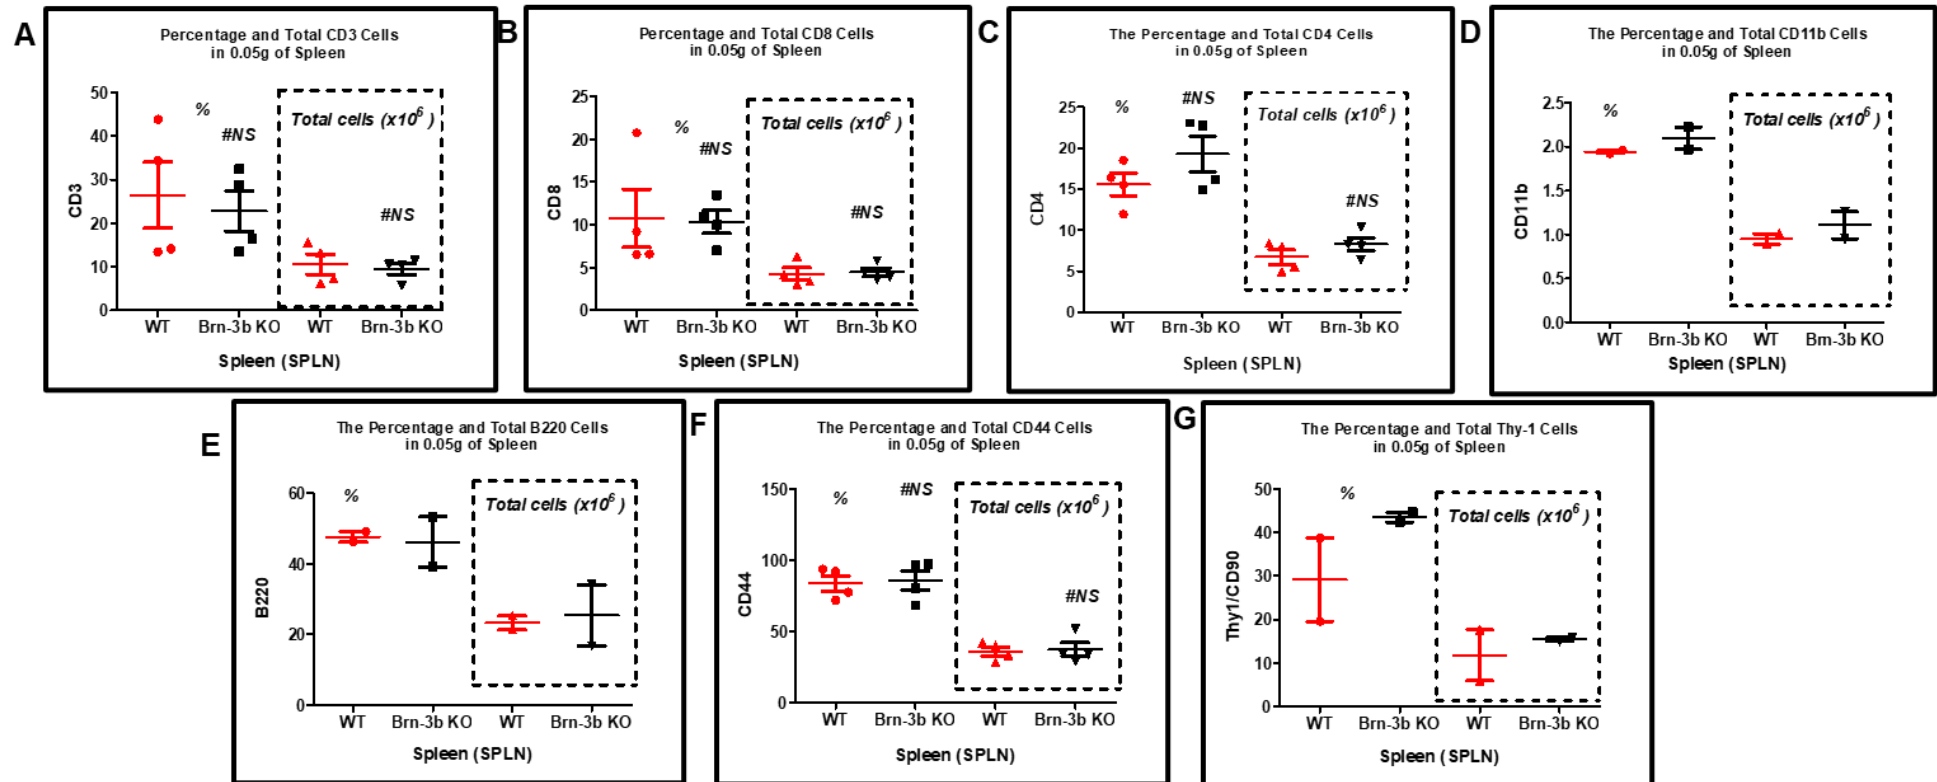 A
Percentage and Total CD3 Cells
in 0.05g of Spleen
50
40
30
20
10
0
CD3
%
#NS
Total cells (x10⁶)
#NS
WT
Brn-3b KO
WT
Brn-3b KO
Spleen (SPLN)
B
Percentage and Total CD8 Cells
in 0.05g of Spleen
25
20
15
10
5
0
CD8
%
#NS
Total cells (x10⁶)
#NS
WT
Brn-3b KO
WT
Brn-3b KO
Spleen (SPLN)
C
The Percentage and Total CD4 Cells
in 0.05g of Spleen
25
20
15
10
5
0
CD4
%
#NS
Total cells (x10⁶)
#NS
WT
Brn-3b KO
WT
Brn-3b KO
Spleen (SPLN)
D
The Percentage and Total CD11b Cells
in 0.05g of Spleen
2.5
2.0
1.5
1.0
0.5
0.0
CD11b
%
Total cells (x10⁶)
WT
Brn-3b KO
WT
Brn-3b KO
Spleen (SPLN)
E
The Percentage and Total B220 Cells
in 0.05g of Spleen
60
40
20
0
B220
%
Total cells (x10⁶)
WT
Brn-3b KO
WT
Brn-3b KO
Spleen (SPLN)
F
The Percentage and Total CD44 Cells
in 0.05g of Spleen
150
100
50
0
CD44
%
#NS
Total cells (x10⁶)
#NS
WT
Brn-3b KO
WT
Brn-3b KO
Spleen (SPLN)
G
The Percentage and Total Thy-1 Cells
in 0.05g of Spleen
50
40
30
20
10
0
Thy1/CD90
%
Total cells (x10⁶)
WT
Brn-3b KO
WT
Brn-3b KO
Spleen (SPLN)